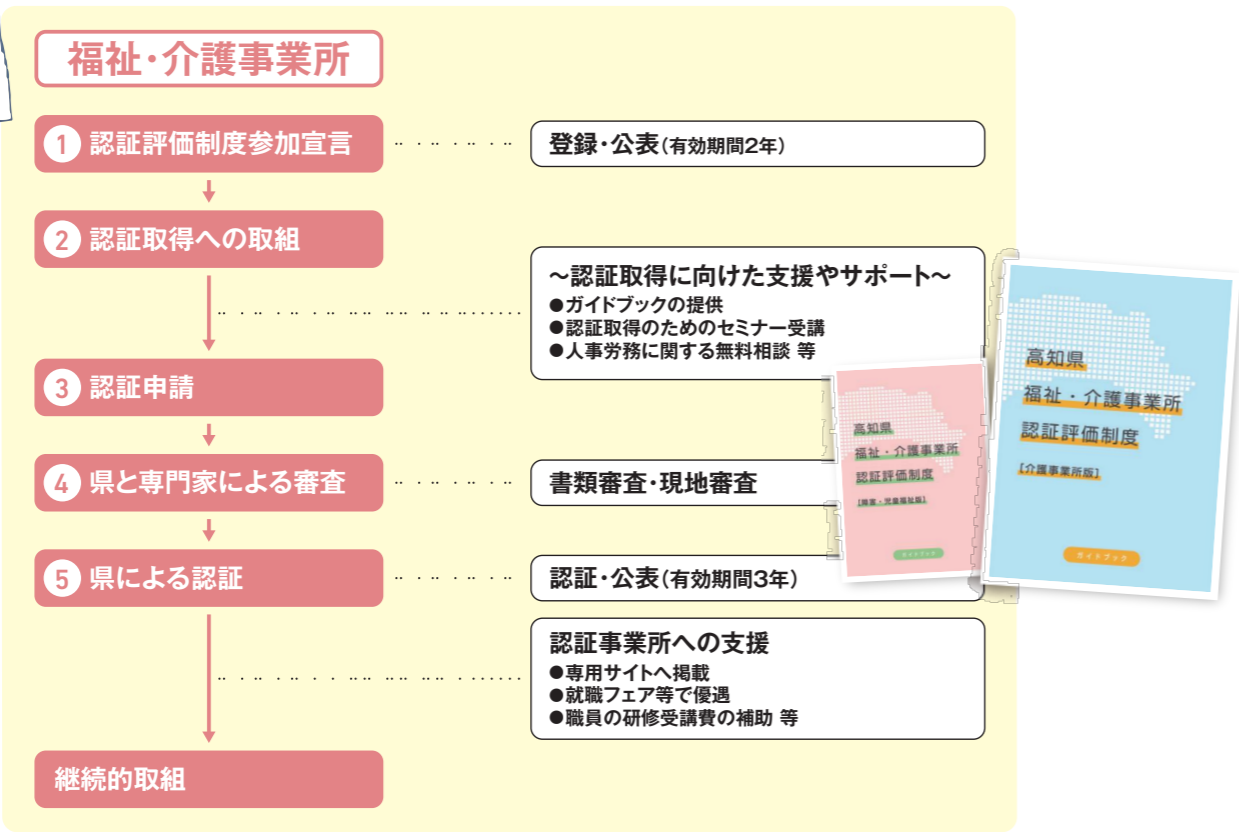 福祉・介護事業所
1 認証評価制度参加宣言
登録・公表(有効期間2年)
2 認証取得への取組
～認証取得に向けた支援やサポート～
●ガイドブックの提供
●認証取得のためのセミナー受講
●人事労務に関する無料相談 等
3 認証申請
4 県と専門家による審査
書類審査・現地審査
5 県による認証
認証・公表(有効期間3年)
認証事業所への支援
●専用サイトへ掲載
●就職フェア等で優遇
●職員の研修受講費の補助 等
継続的取組
高知県
福祉・介護事業所
認証評価制度
[障害・児童福祉版]
ガイドブック
高知県
福祉・介護事業所
認証評価制度
[介護事業所版]
ガイドブック